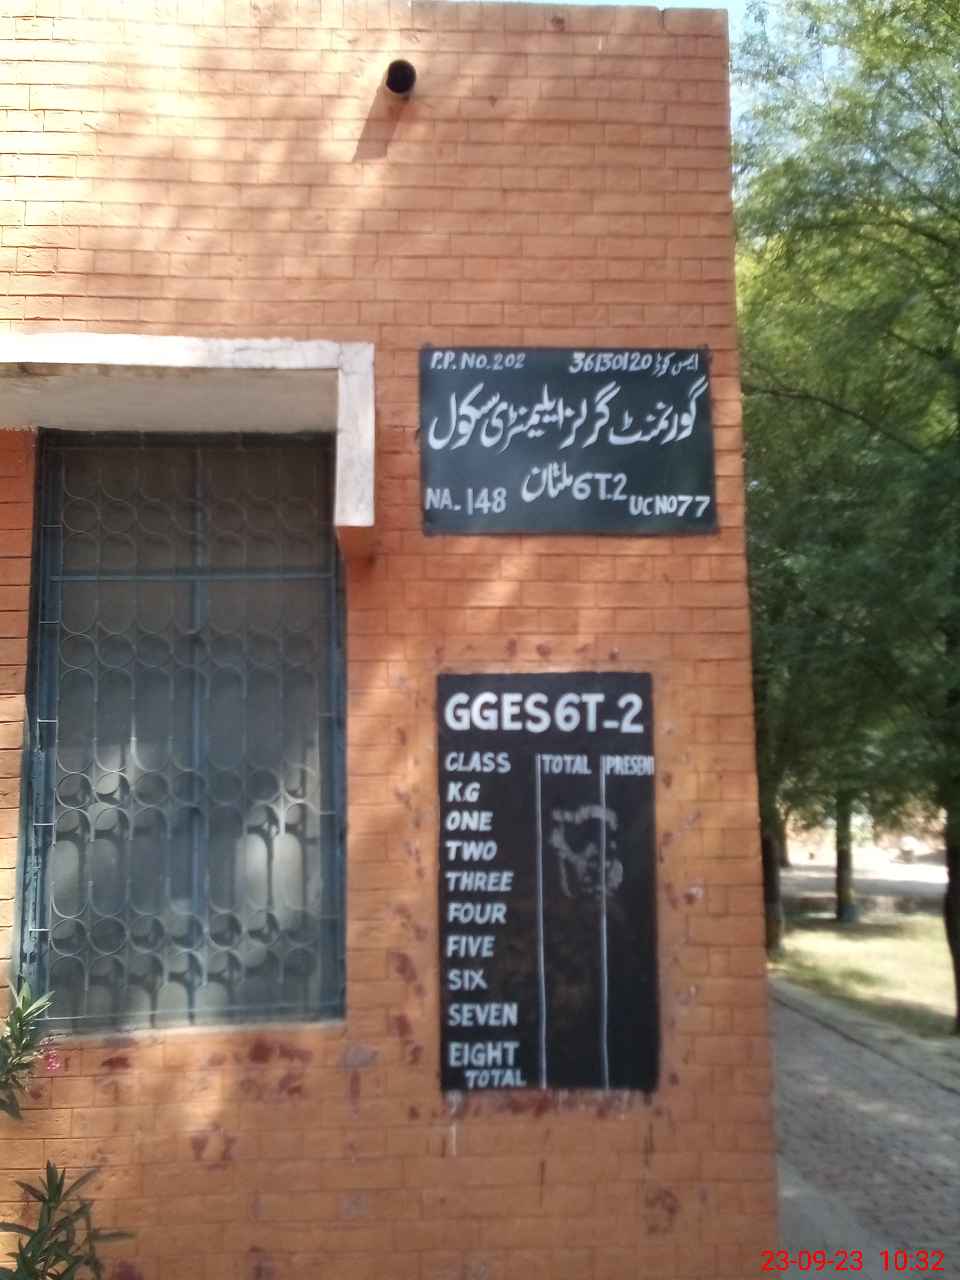 P.P. NO. 202 ایمس کوڈ 36130120
گورنمنٹ گرلز ایلیمنٹری سکول
6T.2 ملتان
NA. 148 UC NO 77
GGES 6T-2
CLASS TOTAL PRESENT
K.G
ONE
TWO
THREE
FOUR
FIVE
SIX
SEVEN
EIGHT
TOTAL
23-09-23 10:32